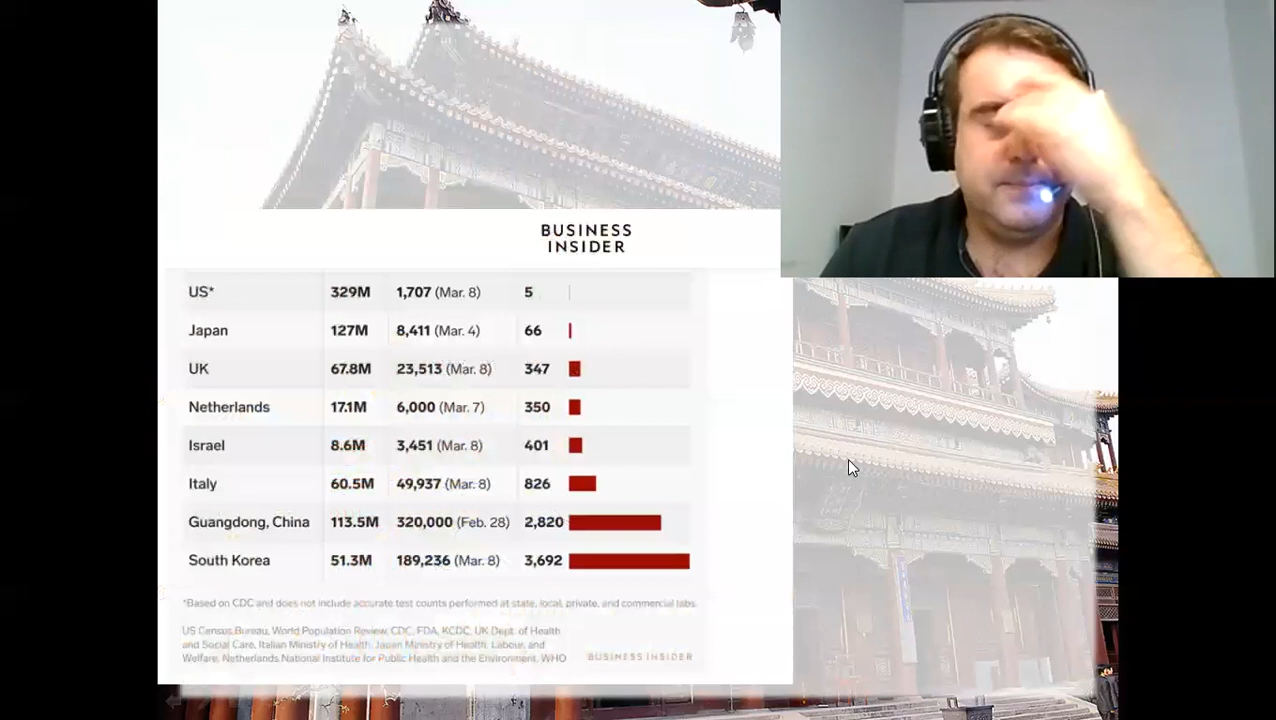 BUSINESS
INSIDER
US* 329M 1,707 (Mar. 8) 5
Japan 127M 8,411 (Mar. 4) 66
UK 67.8M 23,513 (Mar. 8) 347
Netherlands 17.1M 6,000 (Mar. 7) 350
Israel 8.6M 3,451 (Mar. 8) 401
Italy 60.5M 49,937 (Mar. 8) 826
Guangdong, China 113.5M 320,000 (Feb. 28) 2,820
South Korea 51.3M 189,236 (Mar. 8) 3,692
*Based on CDC and does not include accurate test counts performed at state, local, private, and commercial labs.
US Census Bureau, World Population Review, CDC, FDA, KCDC, UK Dept. of Health
and Social Care, Italian Ministry of Health, Japan Ministry of Health, Labour, and
Welfare, Netherlands National Institute for Public Health and the Environment, WHO
BUSINESS INSIDER